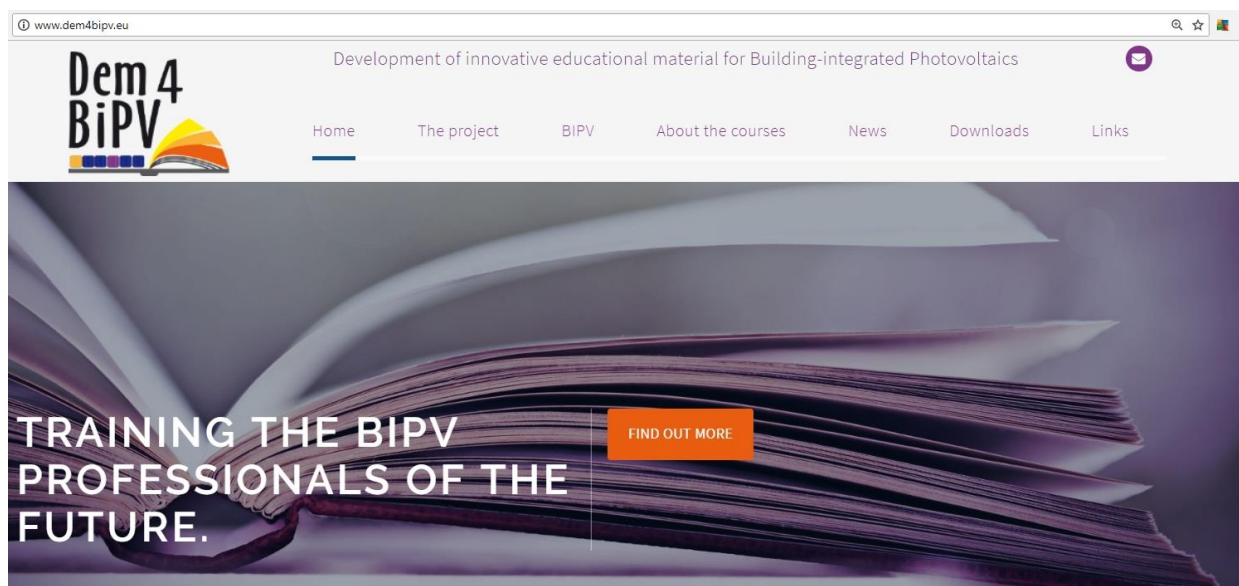 www.dem4bipv.eu
Dem 4
BiPV
Development of innovative educational material for Building-integrated Photovoltaics
Home The project BIPV About the courses News Downloads Links
TRAINING THE BIPV
PROFESSIONALS OF THE
FUTURE.
FIND OUT MORE